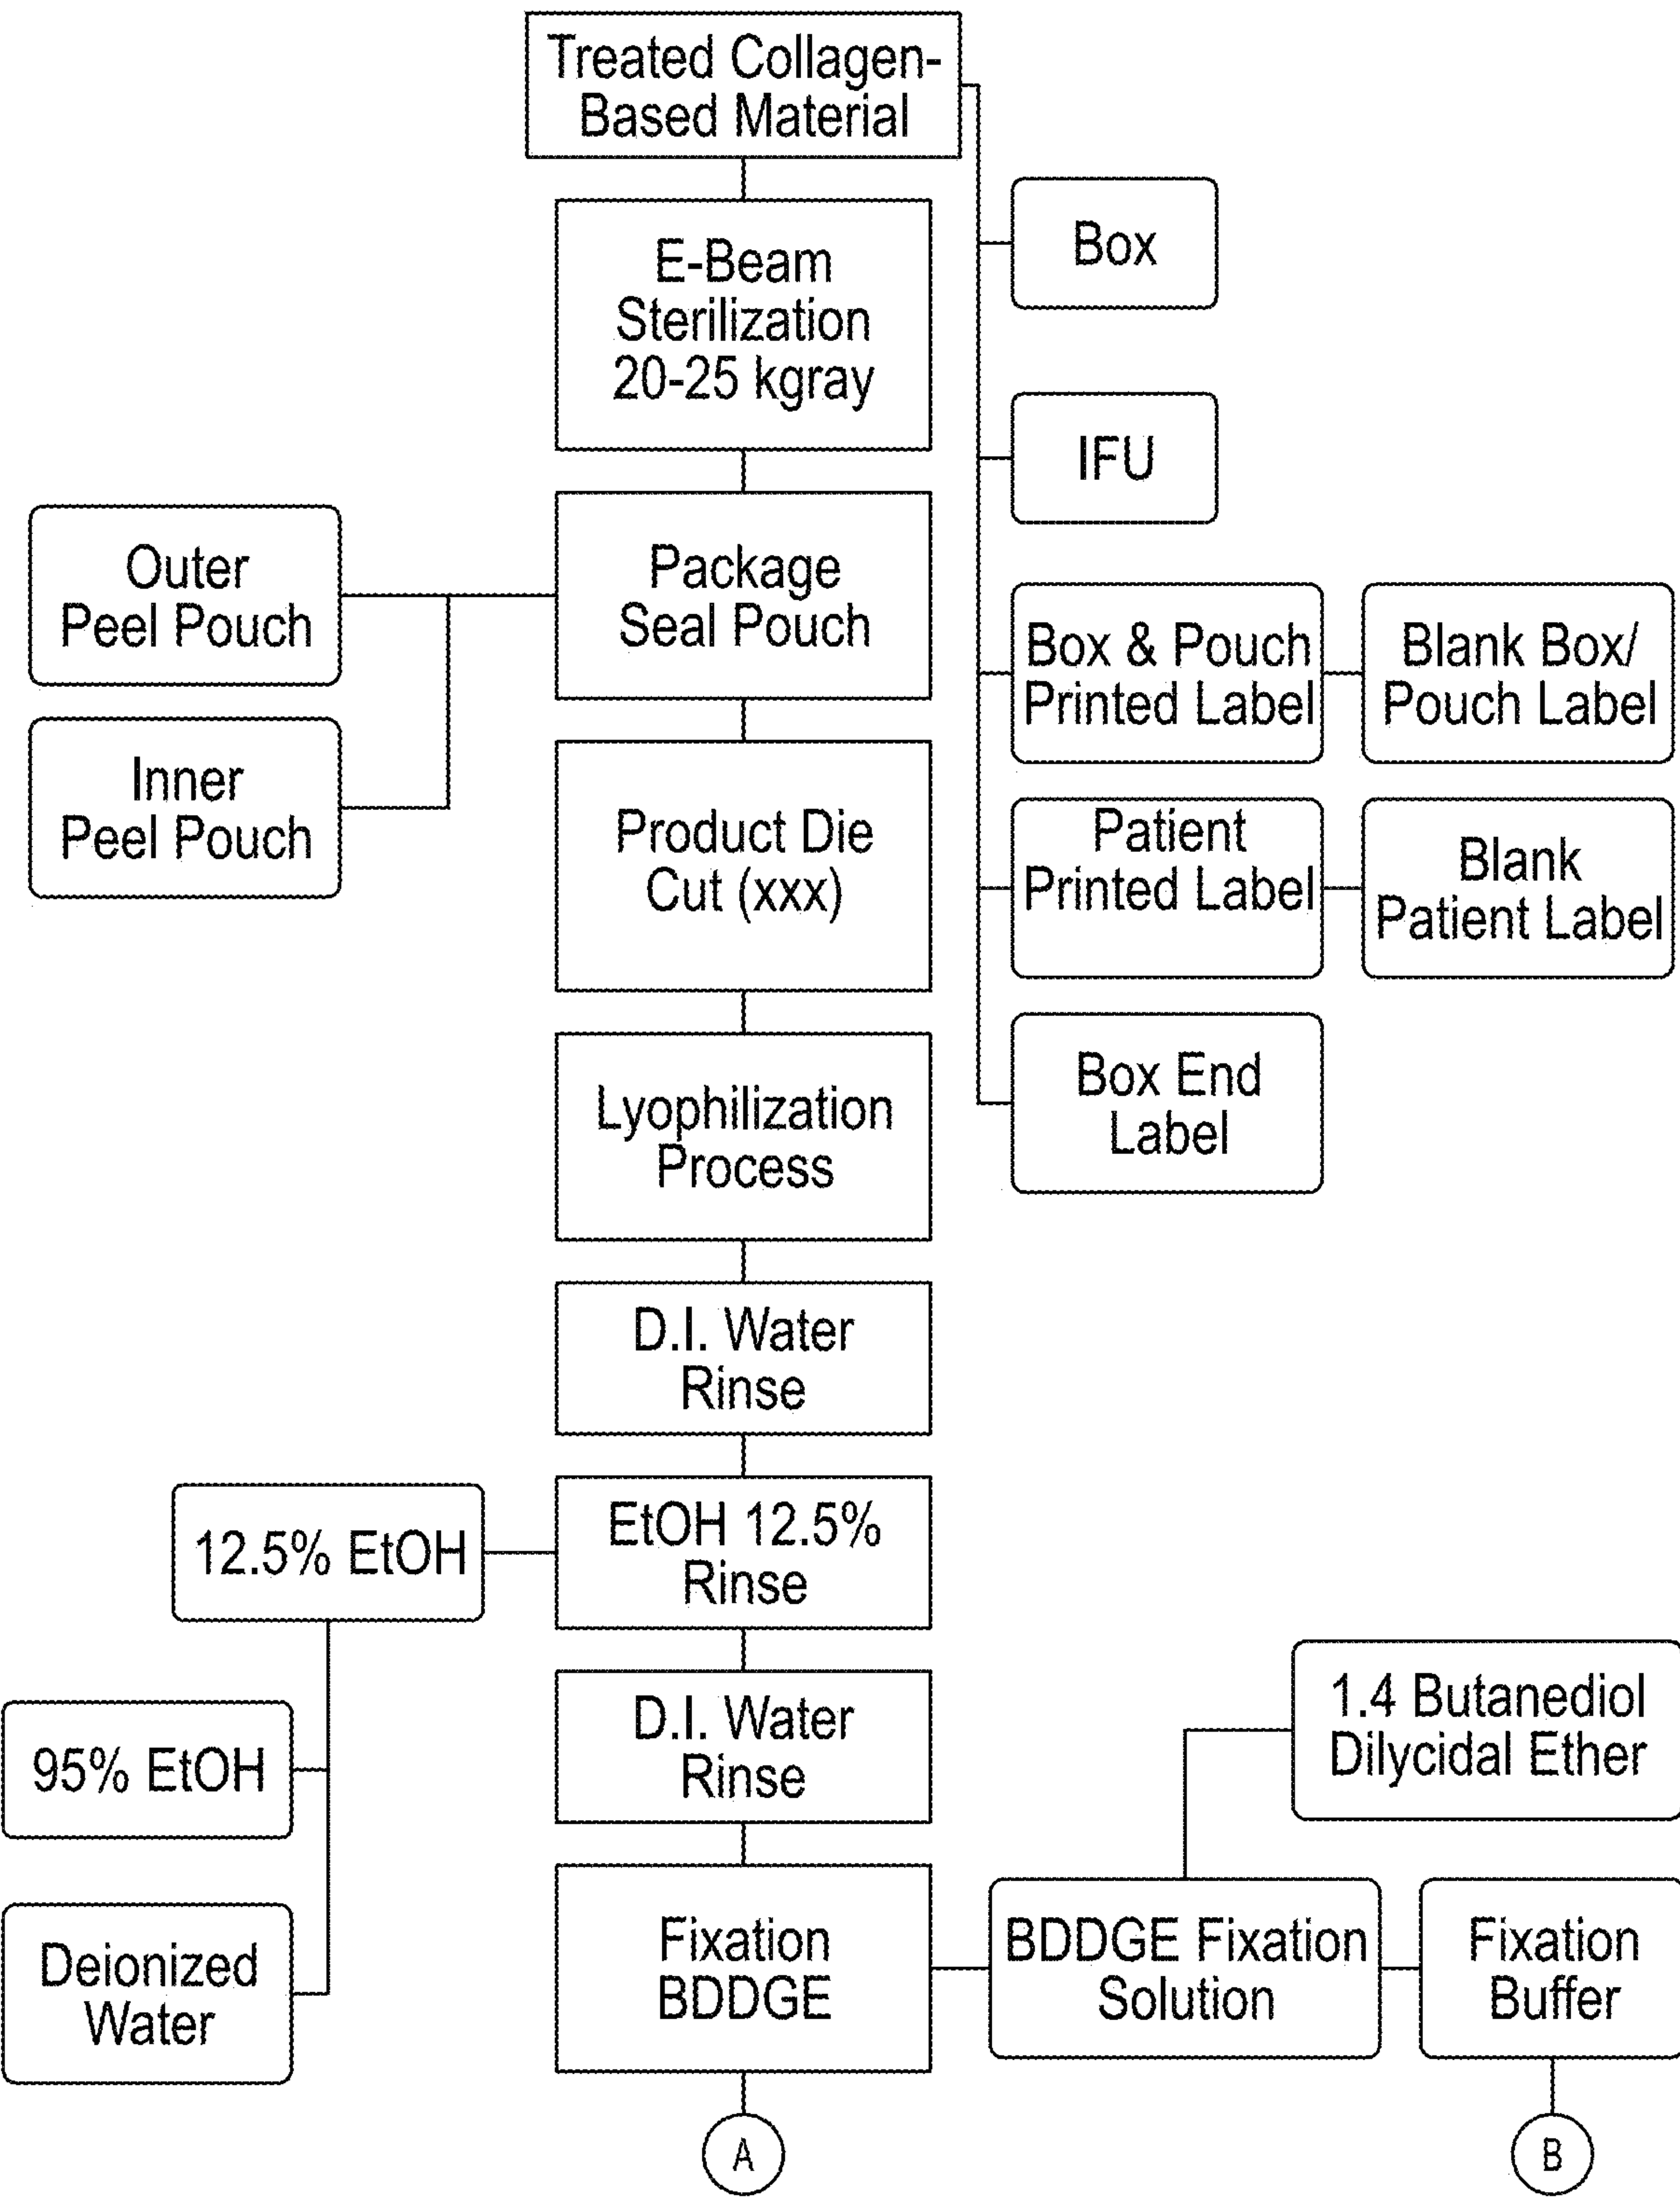 Treated Collagen-
Based Material
E-Beam
Sterilization
20-25 kgray
Box
IFU
Outer
Peel Pouch
Package
Seal Pouch
Box & Pouch
Printed Label
Blank Box/
Pouch Label
Inner
Peel Pouch
Product Die
Cut (xxx)
Patient
Printed Label
Blank
Patient Label
Lyophilization
Process
Box End
Label
D.I. Water
Rinse
12.5% EtOH
EtOH 12.5%
Rinse
95% EtOH
D.I. Water
Rinse
1.4 Butanediol
Dilycidal Ether
Deionized
Water
Fixation
BDDGE
BDDGE Fixation
Solution
Fixation
Buffer
A
B